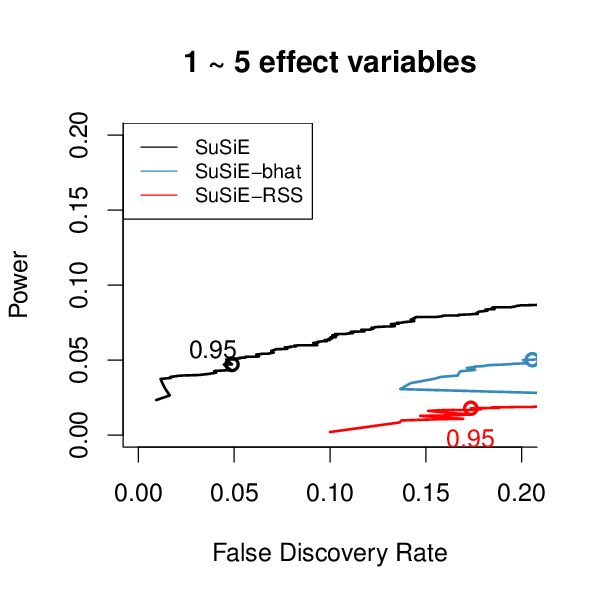 1 ~ 5 effect variables
SuSiE
SuSiE−bhat
SuSiE−RSS
0.20
0.15
0.10
0.05
0.00
Power
0.95
0.95
0.00 0.05 0.10 0.15 0.20
False Discovery Rate